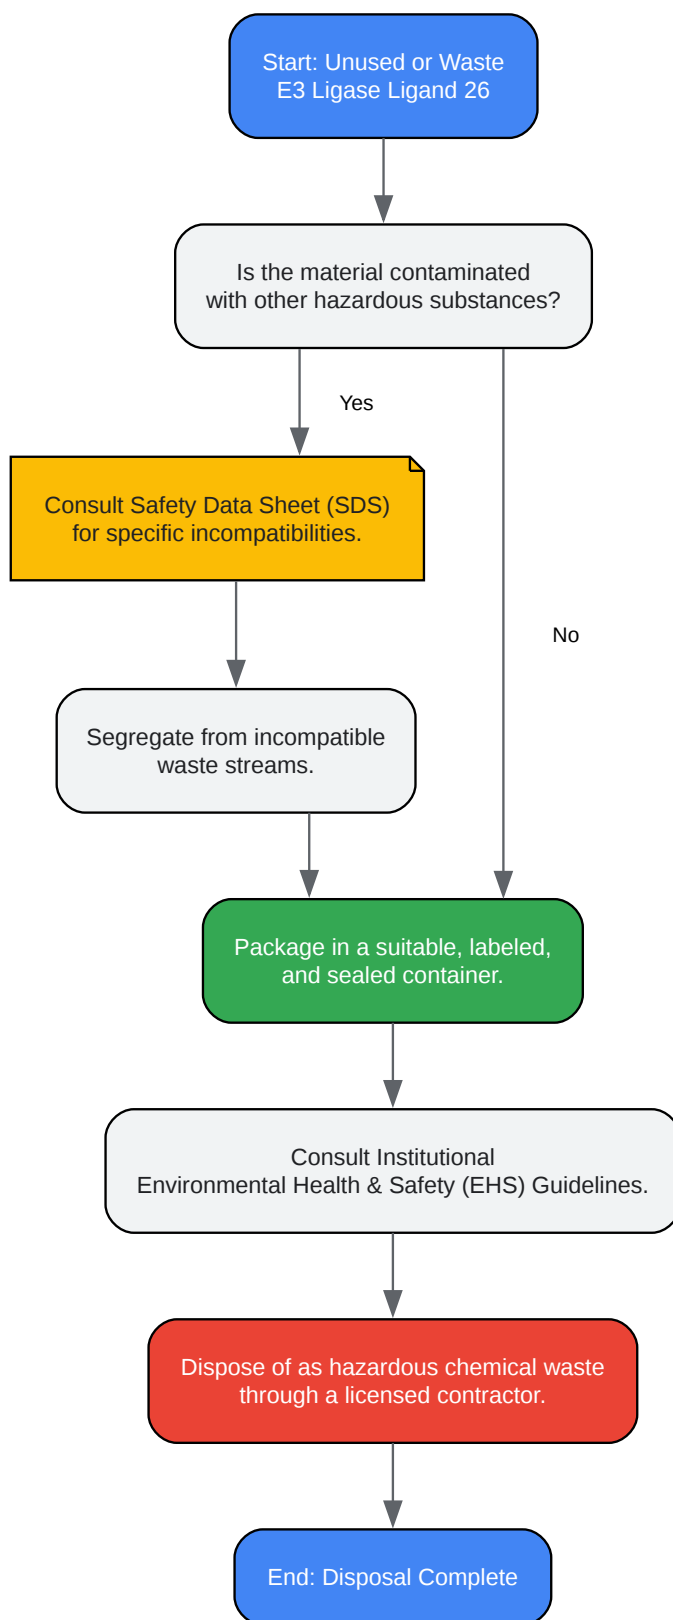 Start: Unused or Waste
E3 Ligase Ligand 26
Is the material contaminated
with other hazardous substances?
Yes
Consult Safety Data Sheet (SDS)
for specific incompatibilities.
No
Segregate from incompatible
waste streams.
Package in a suitable, labeled,
and sealed container.
Consult Institutional
Environmental Health & Safety (EHS) Guidelines.
Dispose of as hazardous chemical waste
through a licensed contractor.
End: Disposal Complete